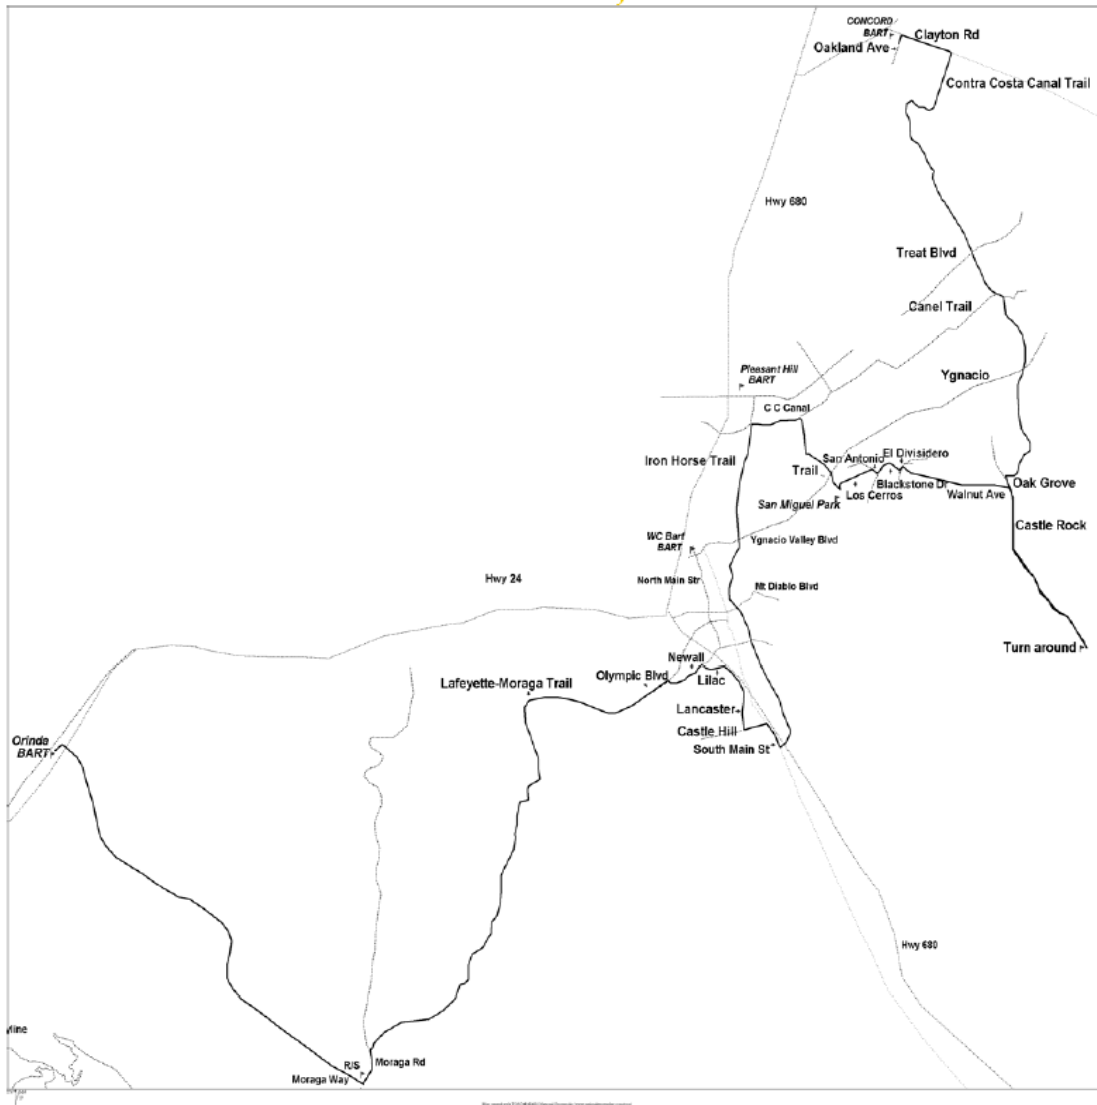 CONCORD
BART
Clayton Rd
Oakland Ave
Contra Costa Canal Trail
Hwy 680
Treat Blvd
Canel Trail
Pleasant Hill
BART
Ygnacio
C C Canal
Iron Horse Trail
San Antonio
El Divisidero
Trail
Blackstone Dr
Oak Grove
Los Cerros
Walnut Ave
San Miguel Park
Castle Rock
WC Bart
BART
Ygnacio Valley Blvd
Hwy 24
North Main Str
Mt Diablo Blvd
Turn around
Newall
Olympic Blvd
Lilac
Lafeyette-Moraga Trail
Lancaster
Castle Hill
Orinda
BART
South Main St
Hwy 680
Mine
R/S
Moraga Rd
Moraga Way